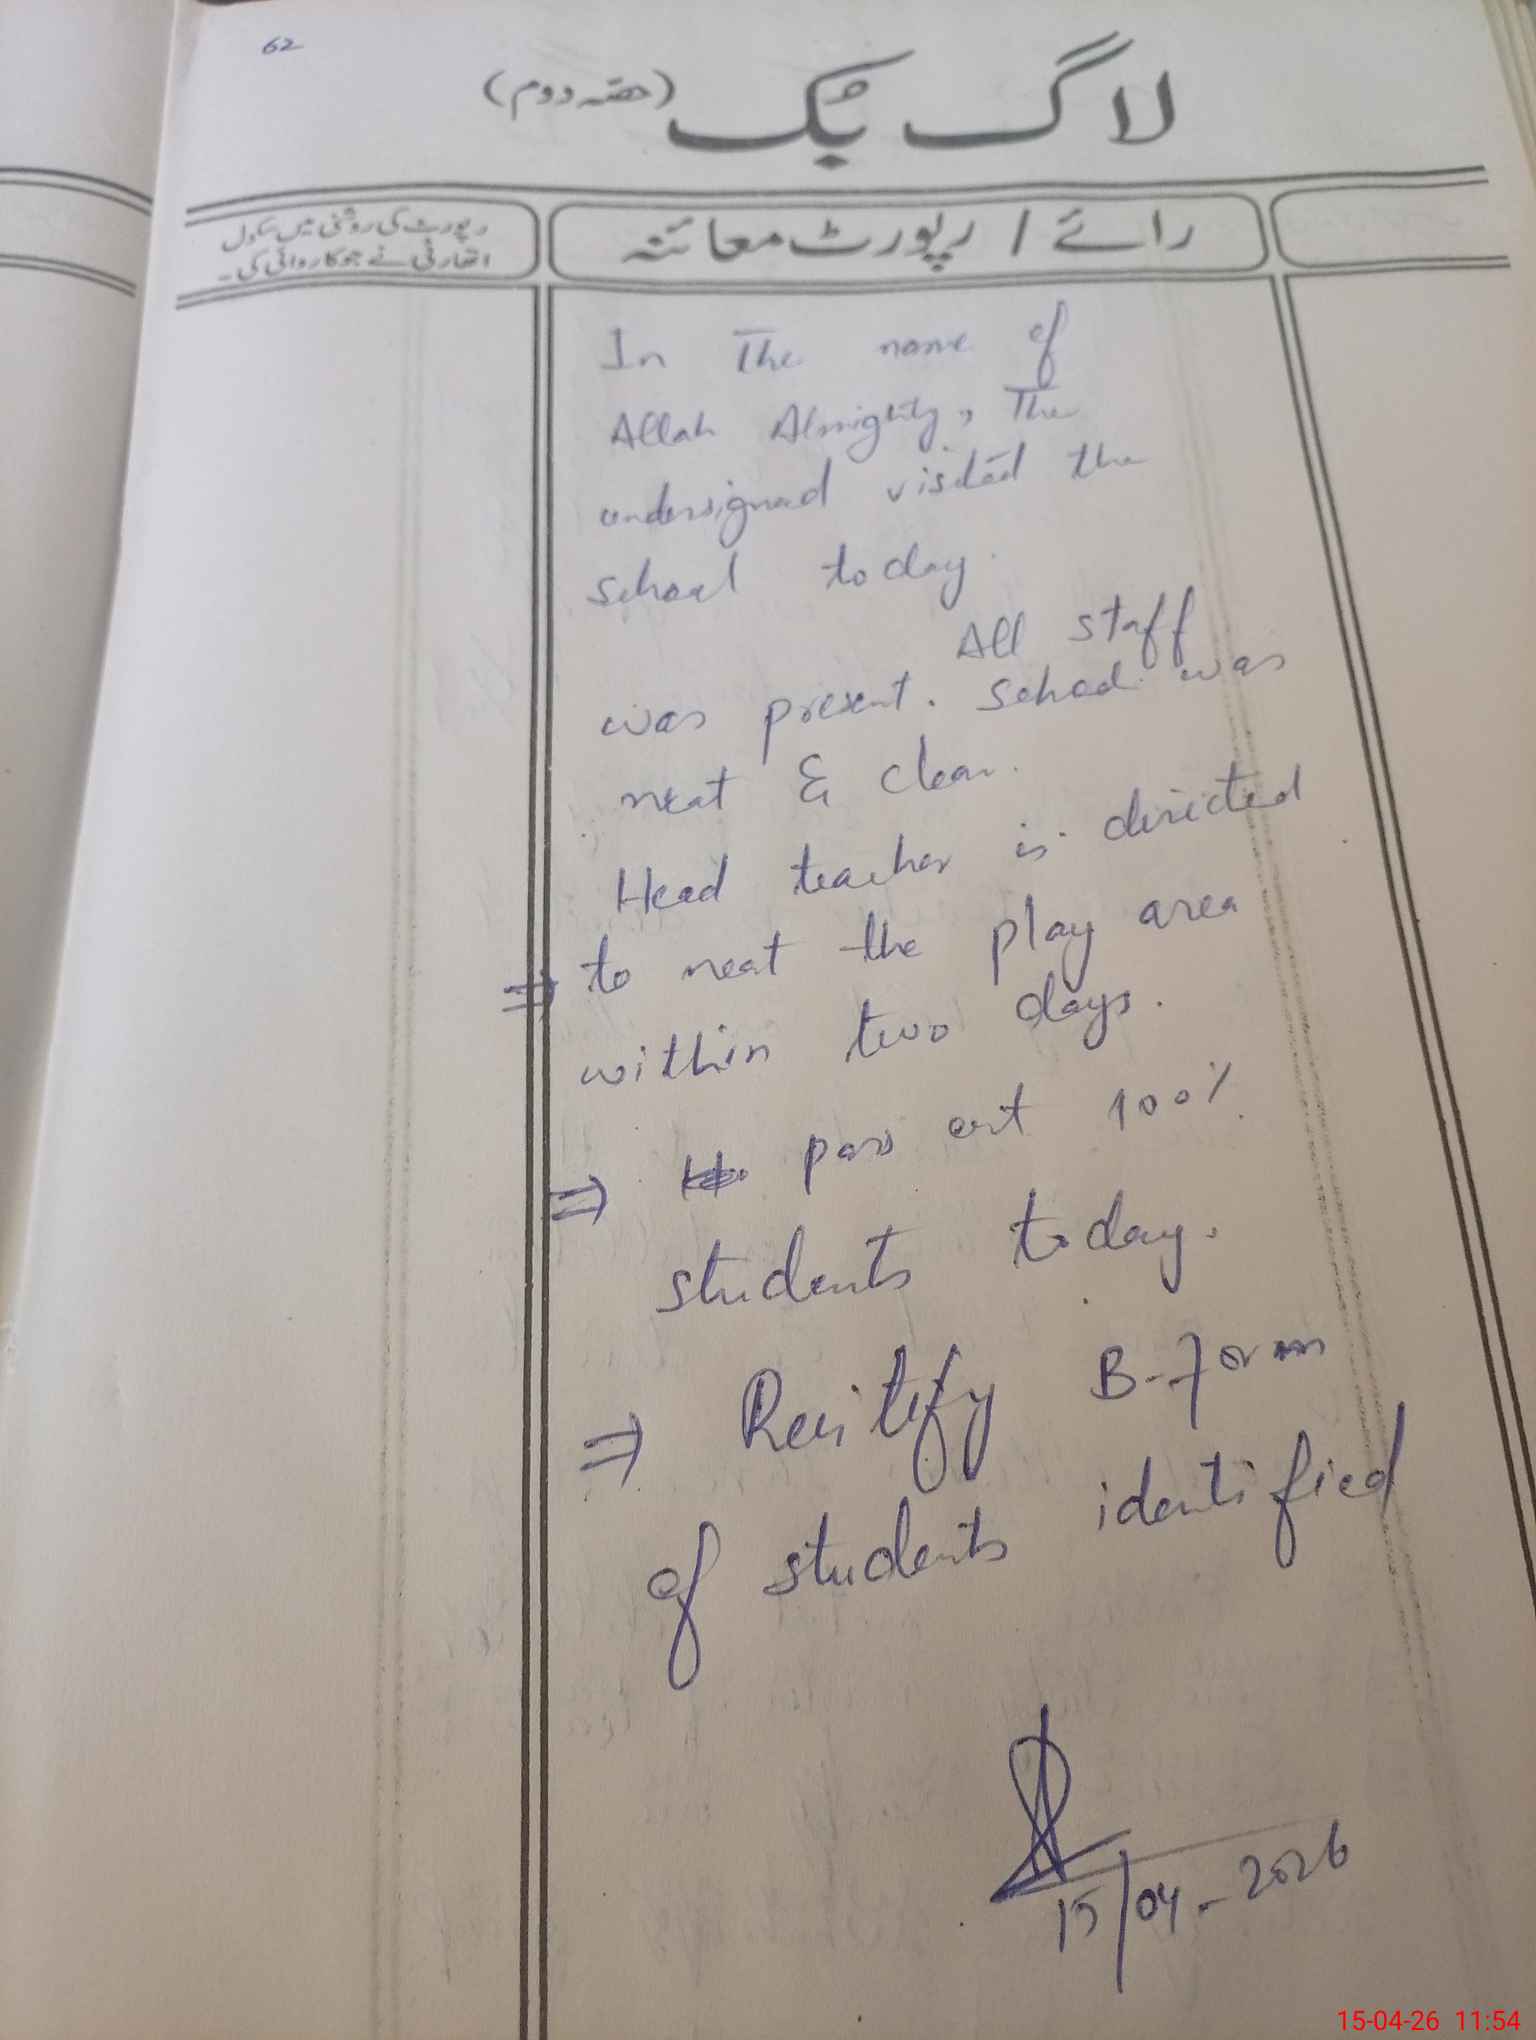 62
لاگ بک (حصہ دوم)
رائے / رپورٹ معائنہ
رپورٹ کی روشنی میں سکول
اتھارٹی نے جو کاروائی کی۔
In The name of
Allah Almighty, The
undersigned visited the
school today.
All staff
was present. School was
neat & clean.
Head teacher is directed
⇒ to neat the play area
within two days.
⇒ pass out 100%
students today.
⇒ Rectify B-Form
of students identified
15/04-2026
15-04-26 11:54